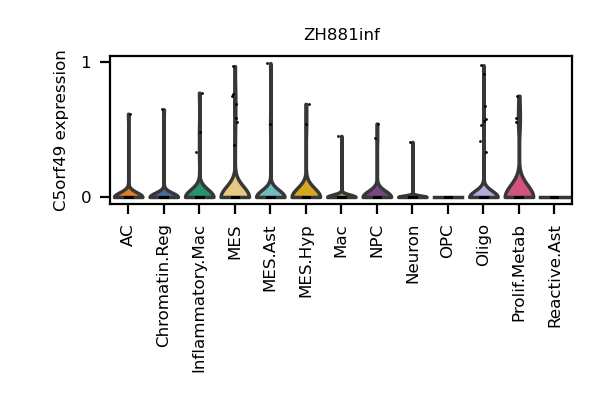 ZH881inf
C5orf49 expression
1
0
AC
Chromatin.Reg
Inflammatory.Mac
MES
MES.Ast
MES.Hyp
Mac
NPC
Neuron
OPC
Oligo
Prolif.Metab
Reactive.Ast